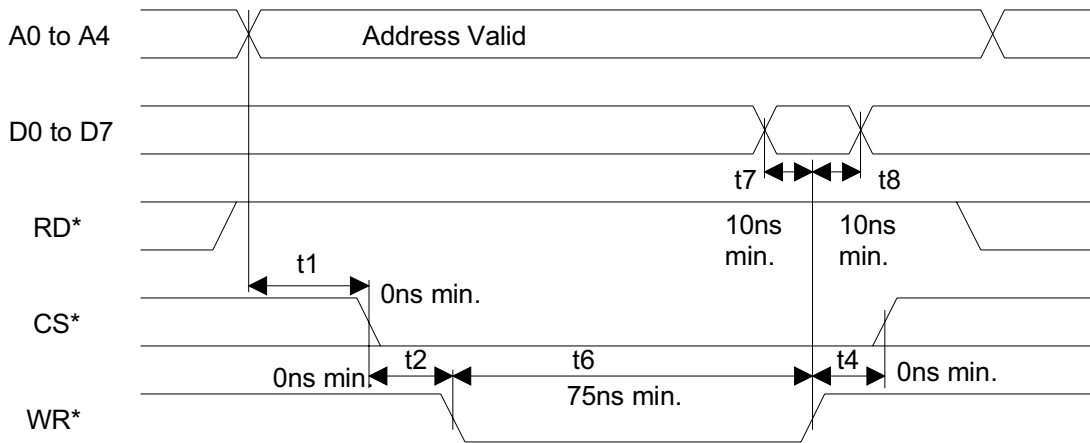 A0 to A4
Address Valid
D0 to D7
t7
t8
RD*
10ns
min.
10ns
min.
t1
0ns min.
CS*
t2
t6
t4
0ns min.
75ns min.
0ns min.
WR*